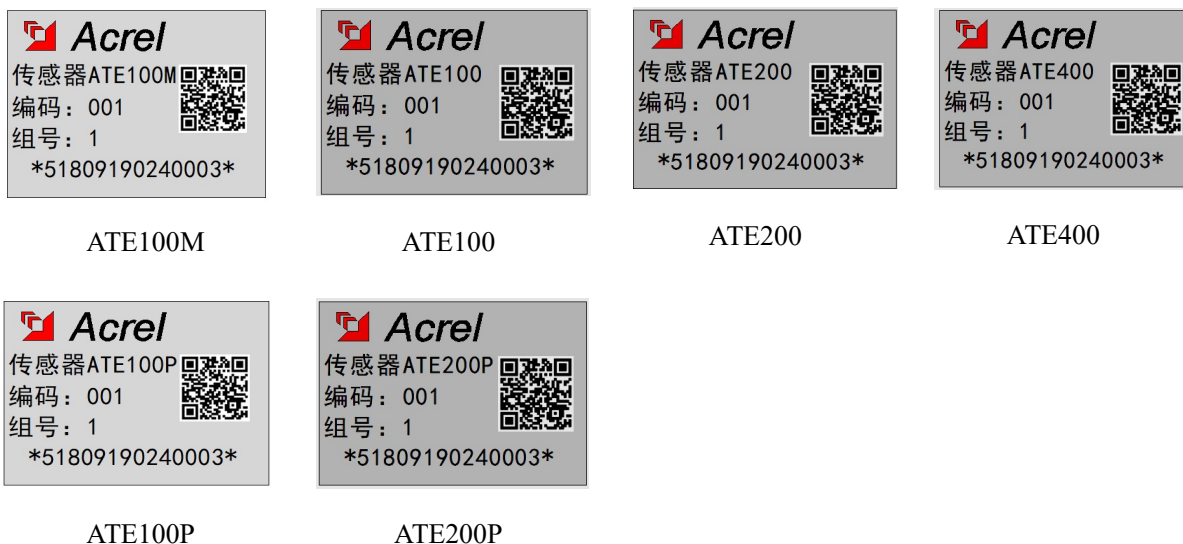 Acrel
传感器ATE100M
编码：001
组号：1
*51809190240003*
ATE100M
Acrel
传感器ATE100
编码：001
组号：1
*51809190240003*
ATE100
Acrel
传感器ATE200
编码：001
组号：1
*51809190240003*
ATE200
Acrel
传感器ATE400
编码：001
组号：1
*51809190240003*
ATE400
Acrel
传感器ATE100P
编码：001
组号：1
*51809190240003*
ATE100P
Acrel
传感器ATE200P
编码：001
组号：1
*51809190240003*
ATE200P